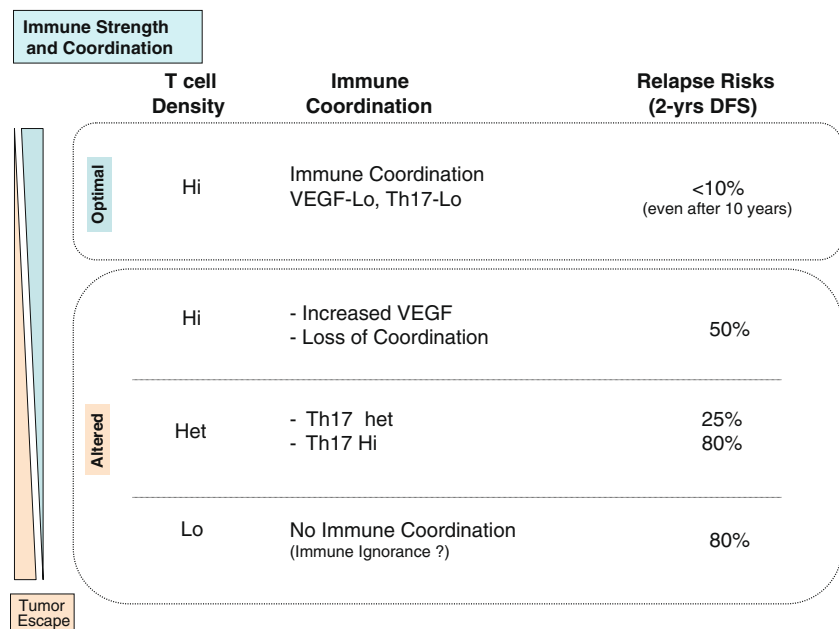 Immune Strength
and Coordination
T cell
Density
Immune
Coordination
Relapse Risks
(2-yrs DFS)
Optimal
Hi
Immune Coordination
VEGF-Lo, Th17-Lo
<10%
(even after 10 years)
Altered
Hi
- Increased VEGF
- Loss of Coordination
50%
Het
- Th17 het
- Th17 Hi
25%
80%
Lo
No Immune Coordination
(Immune Ignorance ?)
80%
Tumor
Escape